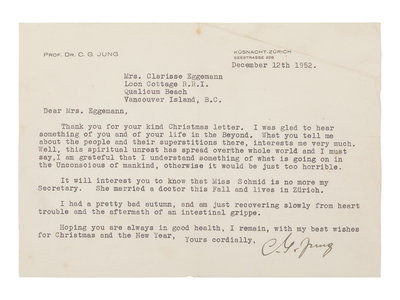 PROF. DR. C. G. JUNG
KÜSNACHT-ZÜRICH
SEESTRASSE 228
December 12th 1952.
Mrs. Clarisse Eggemann
Loon Cottage R.R.I.
Qualicum Beach
Vancouver Island, B.C.
Dear Mrs. Eggemann,
Thank you for your kind Christmas letter. I was glad to hear
something of you and of your life in the Beyond. What you tell me
about the people and their superstitions there, interests me very much.
Well, this spiritual unrest has spread overthe whole world and I must
say,I am grateful that I understand something of what is going on in
the Unconscious of mankind, otherwise it would be just too horrible.
It will interest you to know that Miss Schmid is no more my
Secretary. She married a doctor this Fall and lives in Zürich.
I had a pretty bad autumn, and am just recovering slowly from heart
trouble and the aftermath of an intestinal grippe.
Hoping you are always in good health, I remain, with my best wishes
for Christmas and the New Year,
Yours cordially.
C. G. Jung